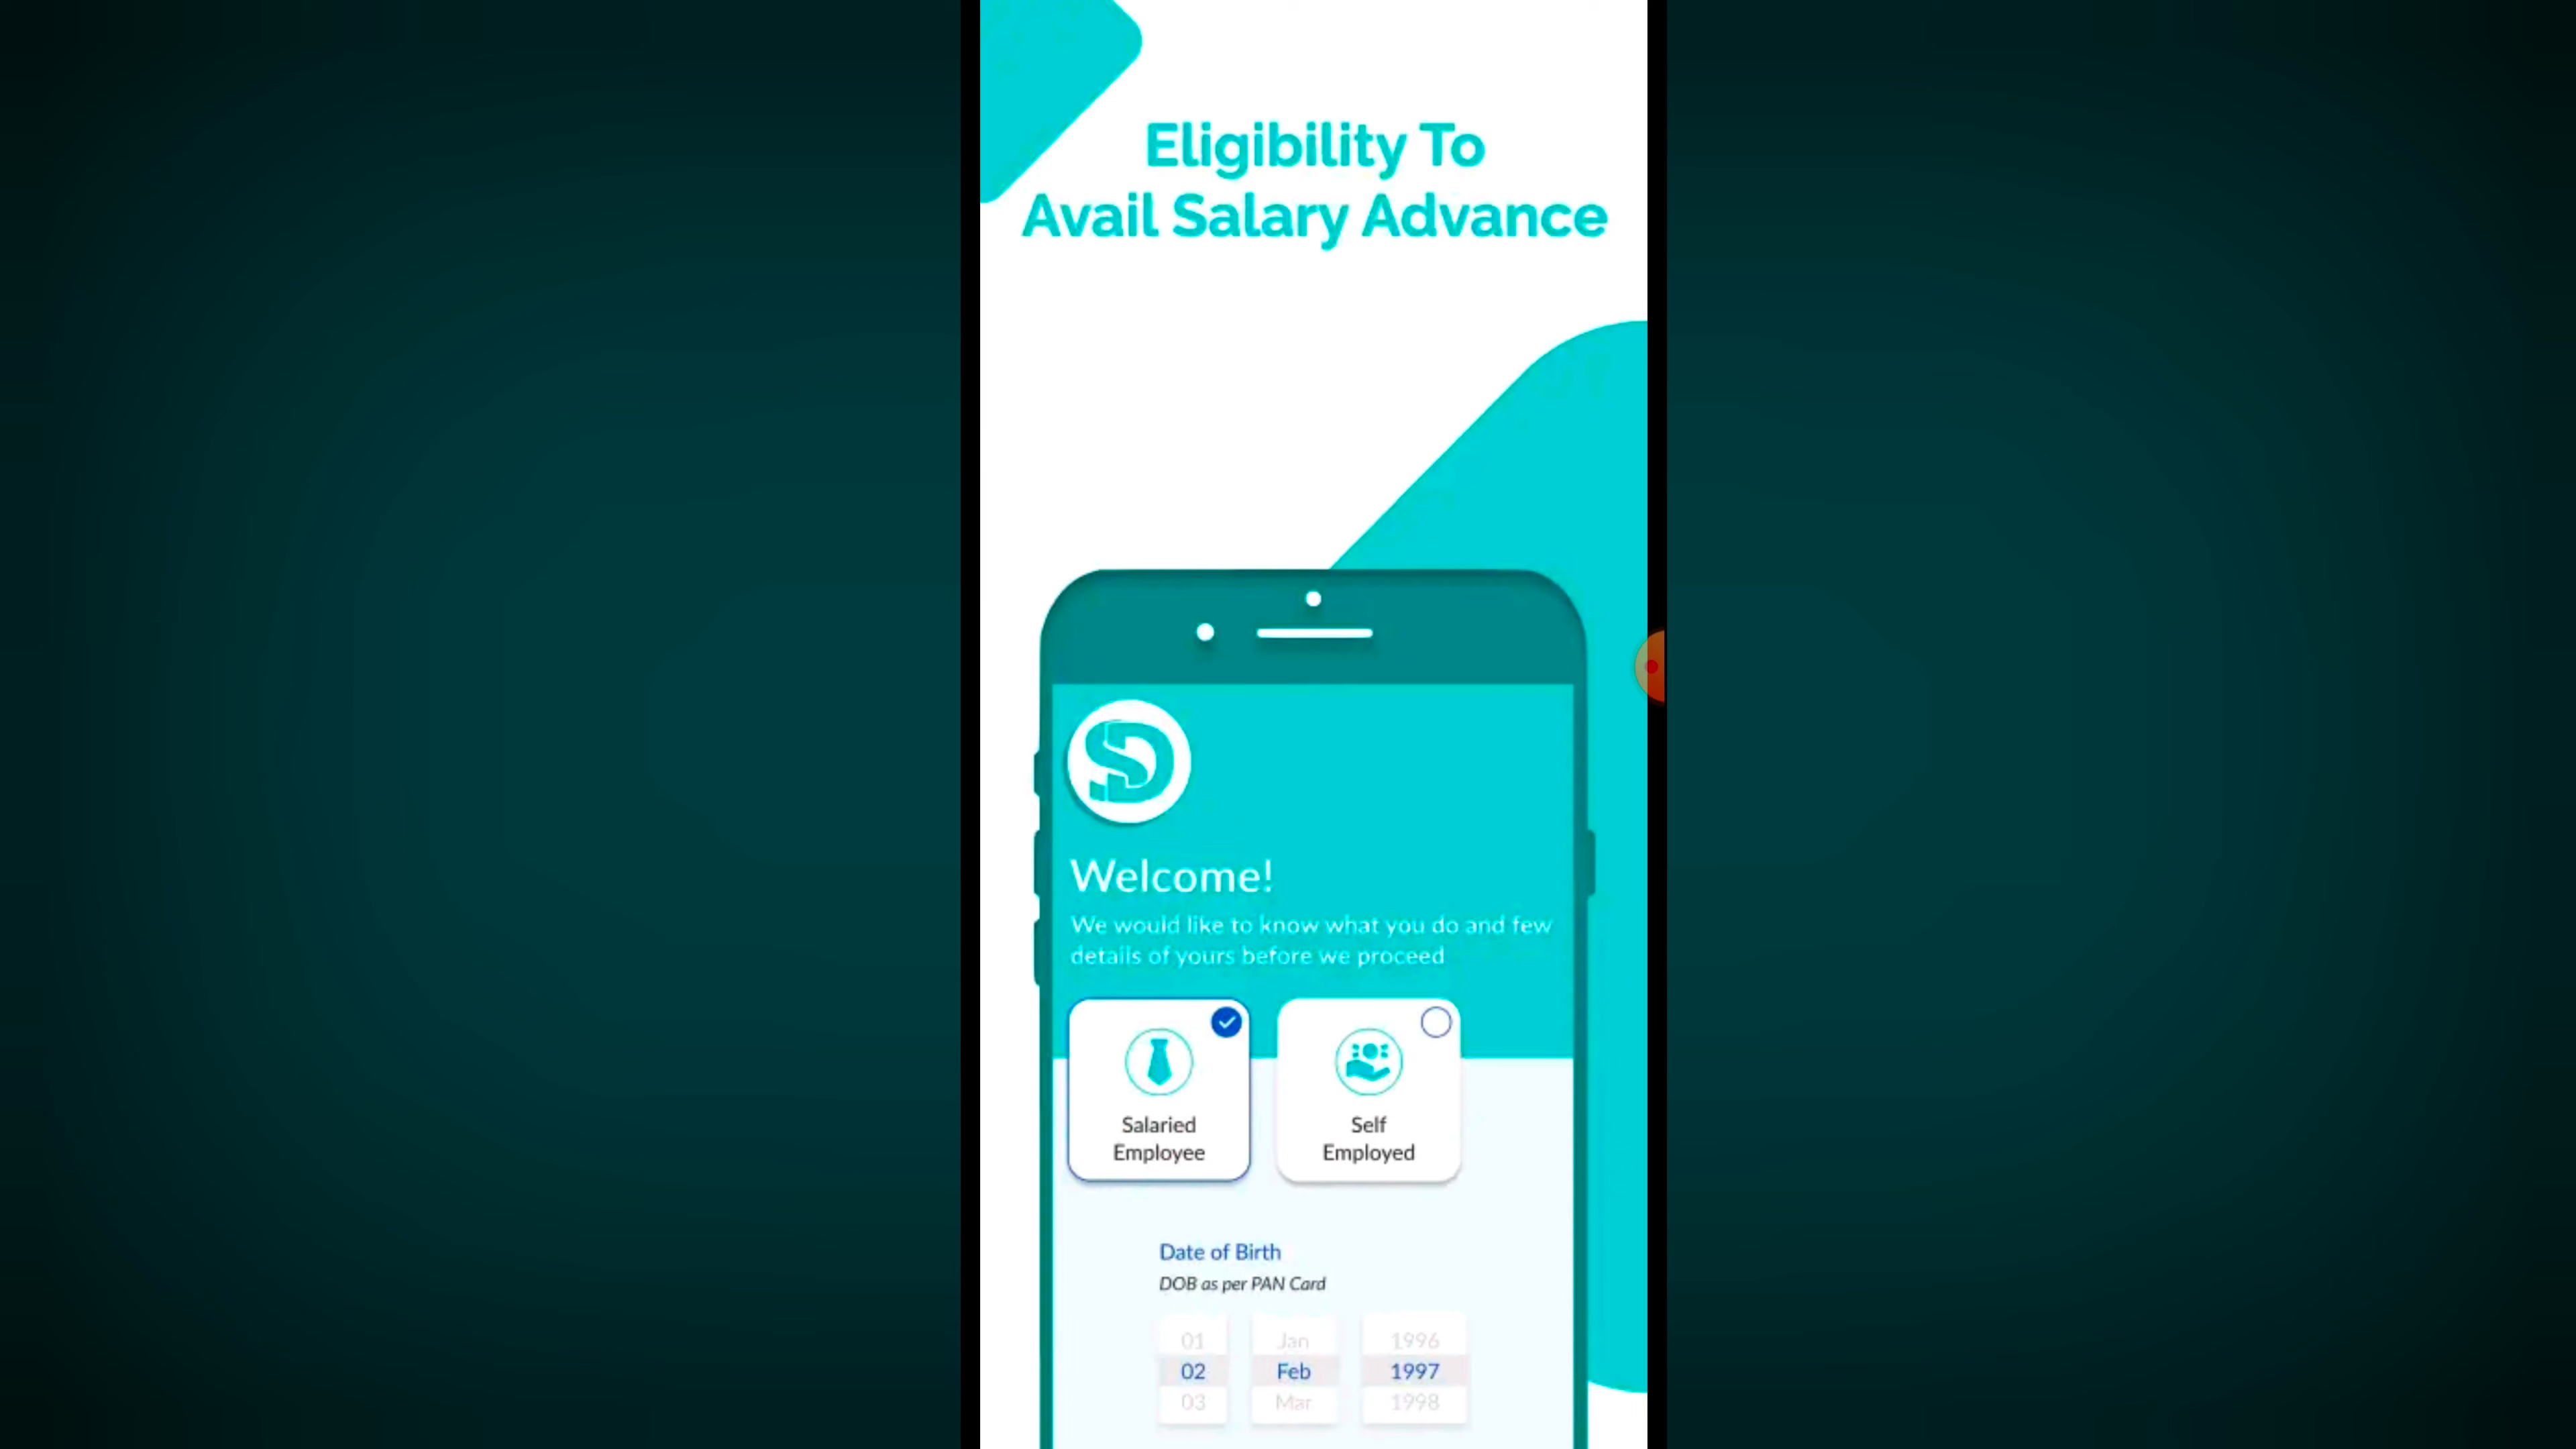 Eligibility To
Avail Salary Advance
SD
Welcome!
We would like to know what you do and few
details of yours before we proceed
Salaried
Employee
Self
Employed
Date of Birth
DOB as per PAN Card
01 Jan 1996
02 Feb 1997
03 Mar 1998